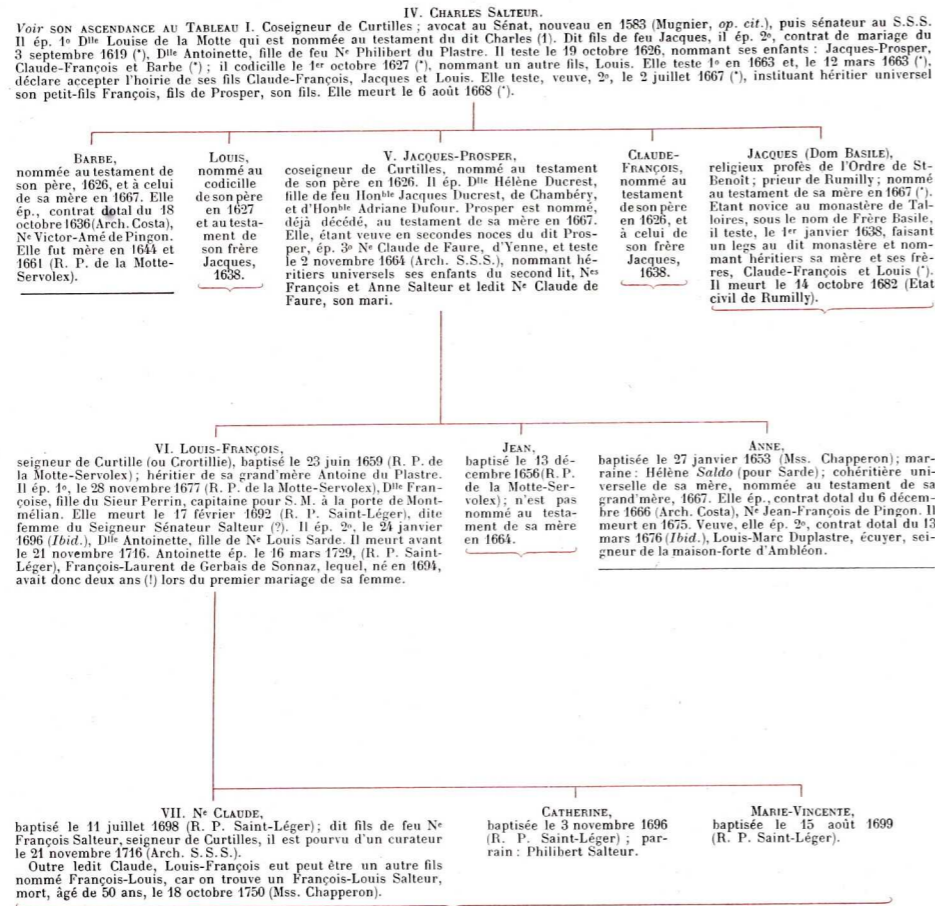 IV. CHARLES SALTEUR.
Voir SON ASCENDANCE AU TABLEAU I. Coseigneur de Curtilles ; avocat au Sénat, nouveau en 1583 (Mugnier, op. cit.), puis sénateur au S.S.S.
Il ép. 1º Dlle Louise de la Motte qui est nommée au testament du dit Charles (1). Dit fils de feu Jacques, il ép. 2º, contrat de mariage du
3 septembre 1619 (*), Dlle Antoinette, fille de feu Nº Philibert du Plastre. Il teste le 19 octobre 1626, nommant ses enfants : Jacques-Prosper,
Claude-François et Barbe (*) ; il codicille le 1er octobre 1627 (*), nommant un autre fils, Louis. Elle teste 1º en 1663 et, le 12 mars 1663 (*),
déclare accepter l'hoirie de ses fils Claude-François, Jacques et Louis. Elle teste, veuve, 2º, le 2 juillet 1667 (*), instituant héritier universel
son petit-fils François, fils de Prosper, son fils. Elle meurt le 6 août 1668 (*).
BARBE,
nommée au testament de
son père, 1626, et à celui
de sa mère en 1667. Elle
ép., contrat dotal du 18
octobre 1636 (Arch. Costa),
Nº Victor-Amé de Pingon.
Elle fut mère en 1644 et
1661 (R. P. de la Motte-
Servolex).
LOUIS,
nommé au
codicille
de son père
en 1627
et au testa-
ment de
son frère
Jacques,
1638.
V. JACQUES-PROSPER,
coseigneur de Curtilles, nommé au testament
de son père en 1626. Il ép. Dlle Hélène Ducrest,
fille de feu Honble Jacques Ducrest, de Chambéry,
et d'Honble Adriane Dufour. Prosper est nommé,
déjà décédé, au testament de sa mère en 1667.
Elle, étant veuve en secondes noces du dit Pros-
per, ép. 3º Nº Claude de Faure, d'Yenne, et teste
le 2 novembre 1664 (Arch. S.S.S.), nommant hé-
ritiers universels ses enfants du second lit, Nes
François et Anne Salteur et ledit Nº Claude de
Faure, son mari.
CLAUDE-
FRANÇOIS,
nommé au
testament
de son père
en 1626, et
à celui de
son frère
Jacques,
1638.
JACQUES (Dom BASILE),
religieux profès de l'Ordre de St-
Benoît ; prieur de Rumilly ; nommé
au testament de sa mère en 1667 (*).
Etant novice au monastère de Tal-
loires, sous le nom de Frère Basile,
il teste, le 1er janvier 1638, faisant
un legs au dit monastère et nom-
mant héritiers sa mère et ses frè-
res, Claude-François et Louis (*).
Il meurt le 14 octobre 1682 (Etat
civil de Rumilly).
VI. LOUIS-FRANÇOIS,
seigneur de Curtille (ou Crortillie), baptisé le 23 juin 1659 (R. P. de
la Motte-Servolex) ; héritier de sa grand'mère Antoine du Plastre.
Il ép. 1º, le 28 novembre 1677 (R. P. de la Motte-Servolex), Dlle Fran-
çoise, fille du Sieur Perrin, capitaine pour S. M. à la porte de Mont-
mélian. Elle meurt le 17 février 1692 (R. P. Saint-Léger), dite
femme du Seigneur Sénateur Salteur (?). Il ép. 2º, le 24 janvier
1696 (Ibid.), Dlle Antoinette, fille de Nº Louis Sarde. Il meurt avant
le 21 novembre 1716. Antoinette ép. le 16 mars 1729, (R. P. Saint-
Léger), François-Laurent de Gerbais de Sonnaz, lequel, né en 1694,
avait donc deux ans (!) lors du premier mariage de sa femme.
JEAN,
baptisé le 13 dé-
cembre 1656 (R. P.
de la Motte-Ser-
volex) ; n'est pas
nommé au testa-
ment de sa mère
en 1664.
ANNE,
baptisée le 27 janvier 1653 (Mss. Chapperon) ; mar-
raine : Hélène Saldo (pour Sarde) ; cohéritière uni-
verselle de sa mère, nommée au testament de sa
grand'mère, 1667. Elle ép., contrat dotal du 6 décem-
bre 1666 (Arch. Costa), Nº Jean-François de Pingon. Il
meurt en 1675. Veuve, elle ép. 2º, contrat dotal du 13
mars 1676 (Ibid.), Louis-Marc Duplastre, écuyer, sei-
gneur de la maison-forte d'Ambléon.
VII. Nº CLAUDE,
baptisé le 11 juillet 1698 (R. P. Saint-Léger) ; dit fils de feu Nº
François Salteur, seigneur de Curtilles, il est pourvu d'un curateur
le 21 novembre 1716 (Arch. S.S.S.).
Outre ledit Claude, Louis-François eut peut être un autre fils
nommé François-Louis, car on trouve un François-Louis Salteur,
mort, âgé de 50 ans, le 18 octobre 1750 (Mss. Chapperon).
CATHERINE,
baptisée le 3 novembre 1696
(R. P. Saint-Léger) ; par-
rain : Philibert Salteur.
MARIE-VINCENTE,
baptisée le 15 août 1699
(R. P. Saint-Léger).